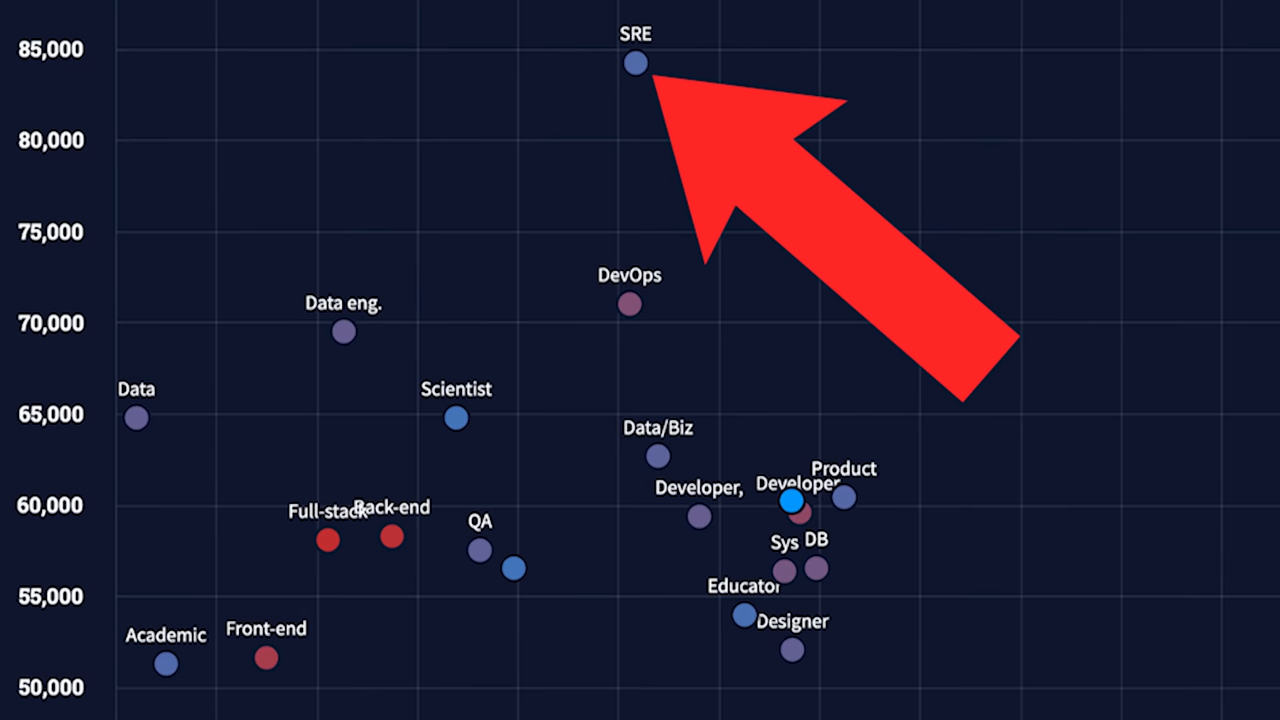 SRE
85,000
80,000
75,000
DevOps
Data eng.
70,000
Data
Scientist
65,000
Data/Biz
Product
Developer,
Developer
60,000
Full-stack
Back-end
QA
Sys
DB
55,000
Educator
Designer
Academic
Front-end
50,000